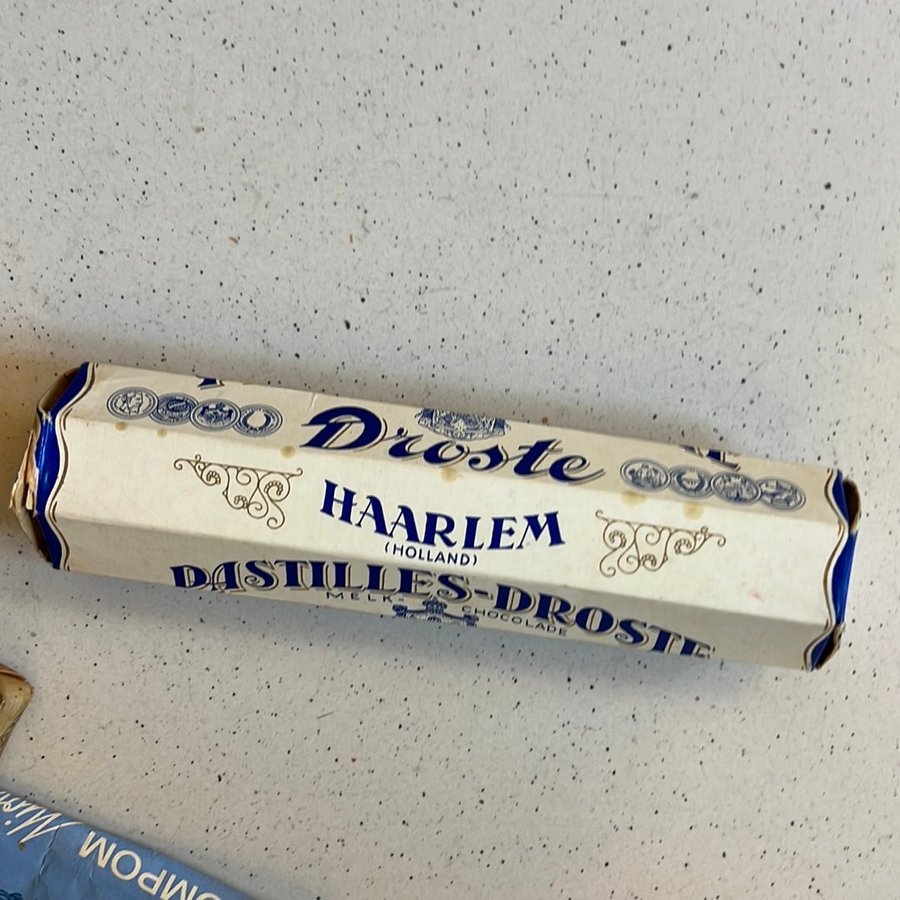 Droste
HAARLEM
(HOLLAND)
PASTILLES-DROSTE
MELK- CHOCOLADE